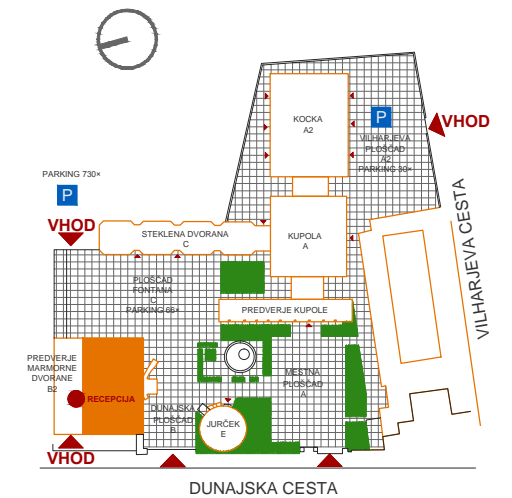 KOCKA
A2
P
VHOD
VILHARJEVA
PLOŠČAD
A2
PARKING 30×
PARKING 730×
P
VHOD
STEKLENA DVORANA
C
KUPOLA
A
VILHARJEVA CESTA
PLOŠČAD
FONTANA
C
PARKING 66×
PREDVERJE KUPOLE
PREDVERJE
MARMORNE
DVORANE
B2
RECEPCIJA
MESTNA
PLOŠČAD
A
DUNAJSKA
PLOŠČAD
B
JURČEK
E
VHOD
DUNAJSKA CESTA